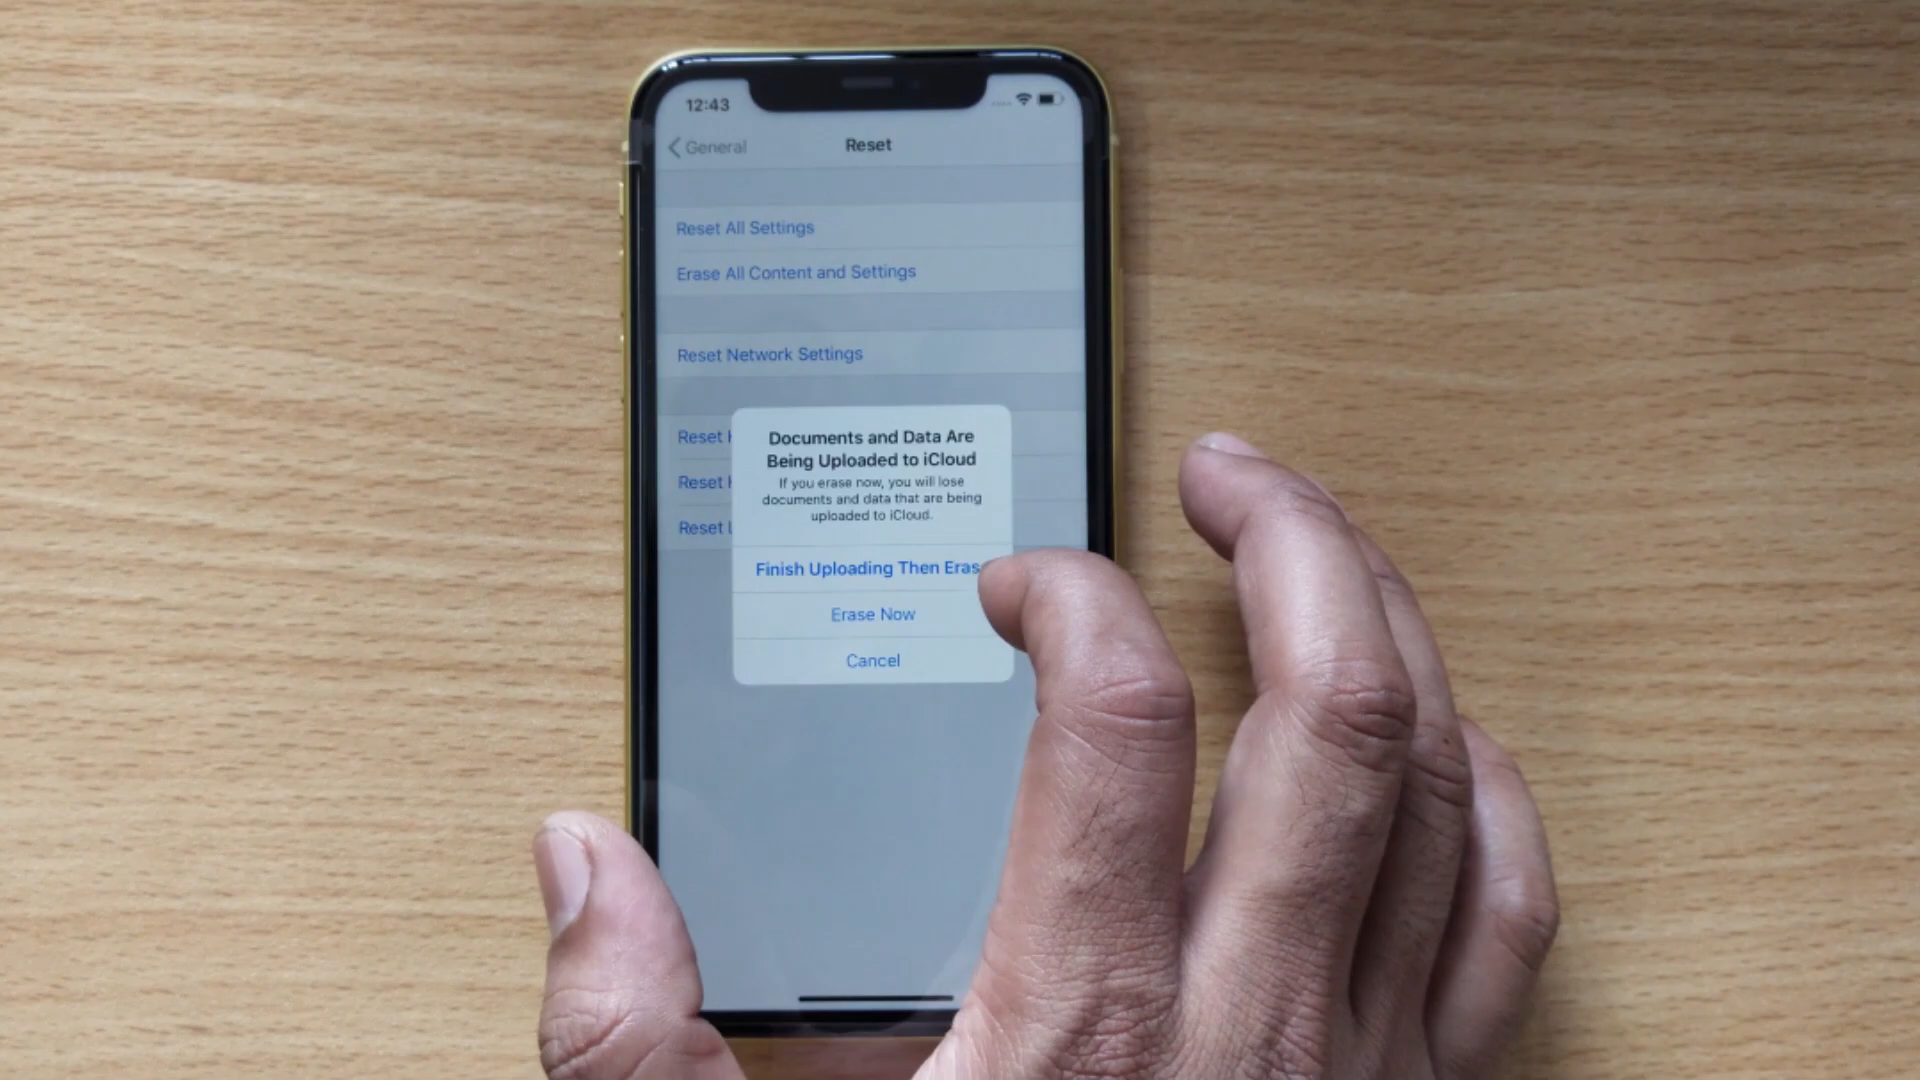 12:43
General
Reset
Reset All Settings
Erase All Content and Settings
Reset Network Settings
Reset
Reset
Reset
Documents and Data Are
Being Uploaded to iCloud
If you erase now, you will lose
documents and data that are being
uploaded to iCloud.
Finish Uploading Then Eras
Erase Now
Cancel